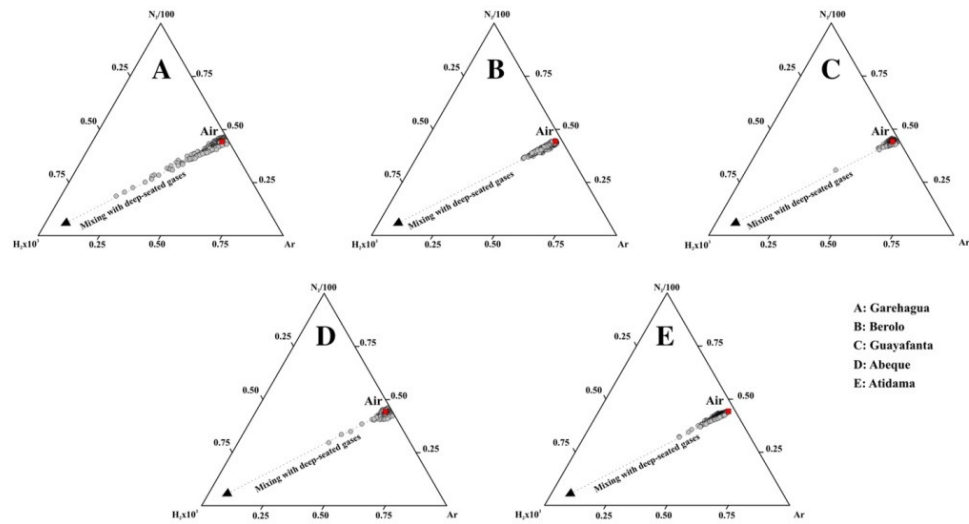 N₂/100
A
0.25
0.75
0.50
Air
0.50
0.75
0.25
Mixing with deep-seated gases
H₂x10³
0.25
0.50
0.75
Ar
N₂/100
B
0.25
0.75
0.50
Air
0.50
0.75
0.25
Mixing with deep-seated gases
0.25
0.50
0.75
Ar
H₂x10³
N₂/100
C
0.25
0.75
0.50
Air
0.50
0.75
0.25
Mixing with deep-seated gases
H₂x10³
0.25
0.50
0.75
Ar
N₂/100
D
0.25
0.75
0.50
Air
0.50
0.75
0.25
Mixing with deep-seated gases
H₂x10³
0.25
0.50
0.75
Ar
N₂/100
E
0.25
0.75
0.50
Air
0.50
0.75
0.25
Mixing with deep-seated gases
H₂x10³
0.25
0.50
0.75
Ar
A: Garehagua
B: Berolo
C: Guayafanta
D: Abeque
E: Atidama